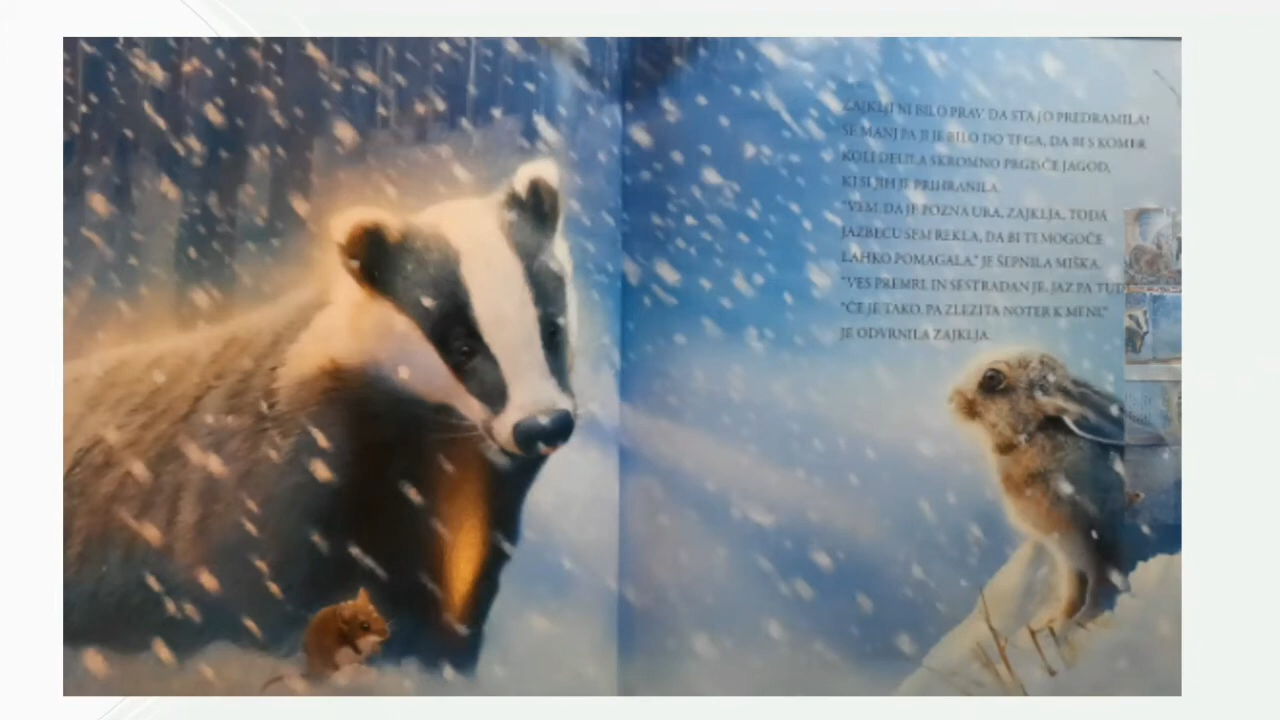 ZAJKLJI NI BILO PRAV, DA STA JO PREDRAMILA!
ŠE MANJ PA JI JE BILO DO TEGA, DA BI S KOMER
KOLI DELILA SKROMNO PRGIŠČE JAGOD,
KI SI JIH JE PRIHRANILA.
"VEM, DA JE POZNA URA, ZAJKLJA, TODA
JAZBECU SEM REKLA, DA BI TI MOGOČE
LAHKO POMAGALA," JE ŠEPNILA MIŠKA.
"VES PREMRL IN SESTRADAN JE, JAZ PA TUDI
"ČE JE TAKO, PA ZLEZITA NOTER K MENI,"
JE ODVRNILA ZAJKLJA.